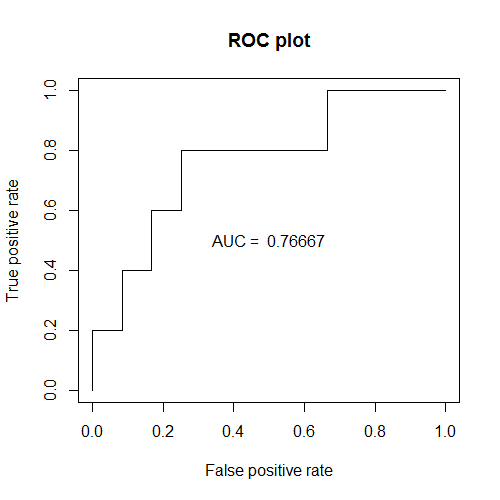 ROC plot
True positive rate
1.0
0.8
0.6
0.4
0.2
0.0
AUC = 0.76667
0.0 0.2 0.4 0.6 0.8 1.0
False positive rate